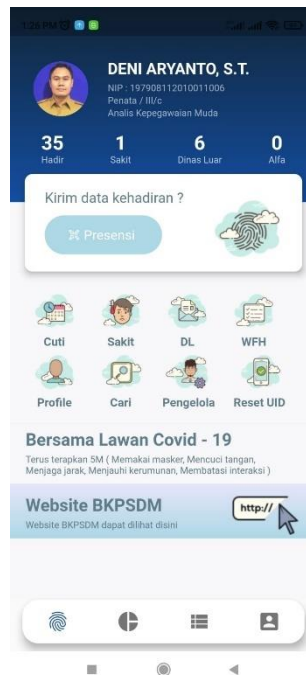 1:28 PM
DENI ARYANTO, S.T.
NIP : 197908112010011006
Penata / III/c
Analis Kepegawaian Muda
35 1 6 0
Hadir Sakit Dinas Luar Alfa
Kirim data kehadiran ?
Presensi
Cuti Sakit DL WFH
Profile Cari Pengelola Reset UID
Bersama Lawan Covid - 19
Terus terapkan 5M ( Memakai masker, Mencuci tangan,
Menjaga jarak, Menjauhi kerumunan, Membatasi interaksi )
Website BKPSDM
http://
Website BKPSDM dapat dilihat disini